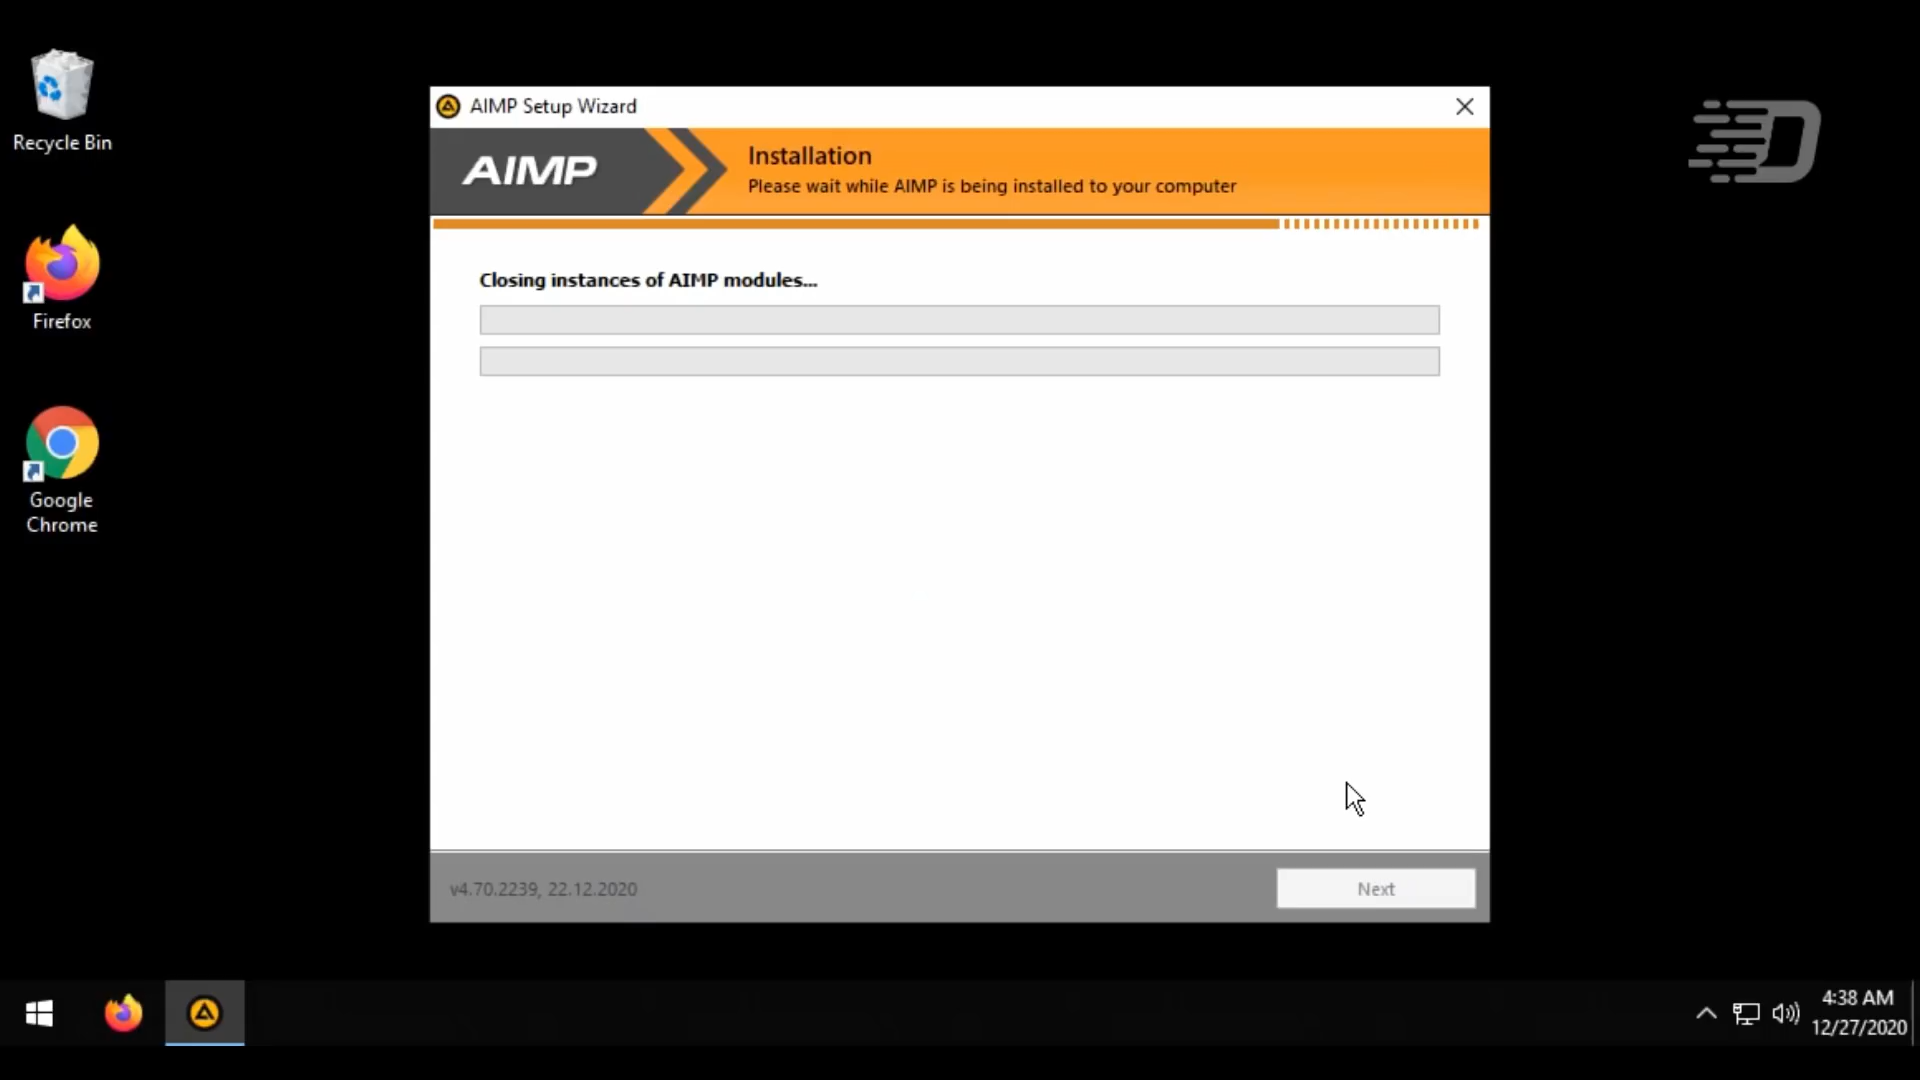 Recycle Bin
Firefox
Google
Chrome
AIMP Setup Wizard
AIMP
Installation
Please wait while AIMP is being installed to your computer
Closing instances of AIMP modules...
v4.70.2239, 22.12.2020
Next
D
4:38 AM
12/27/2020